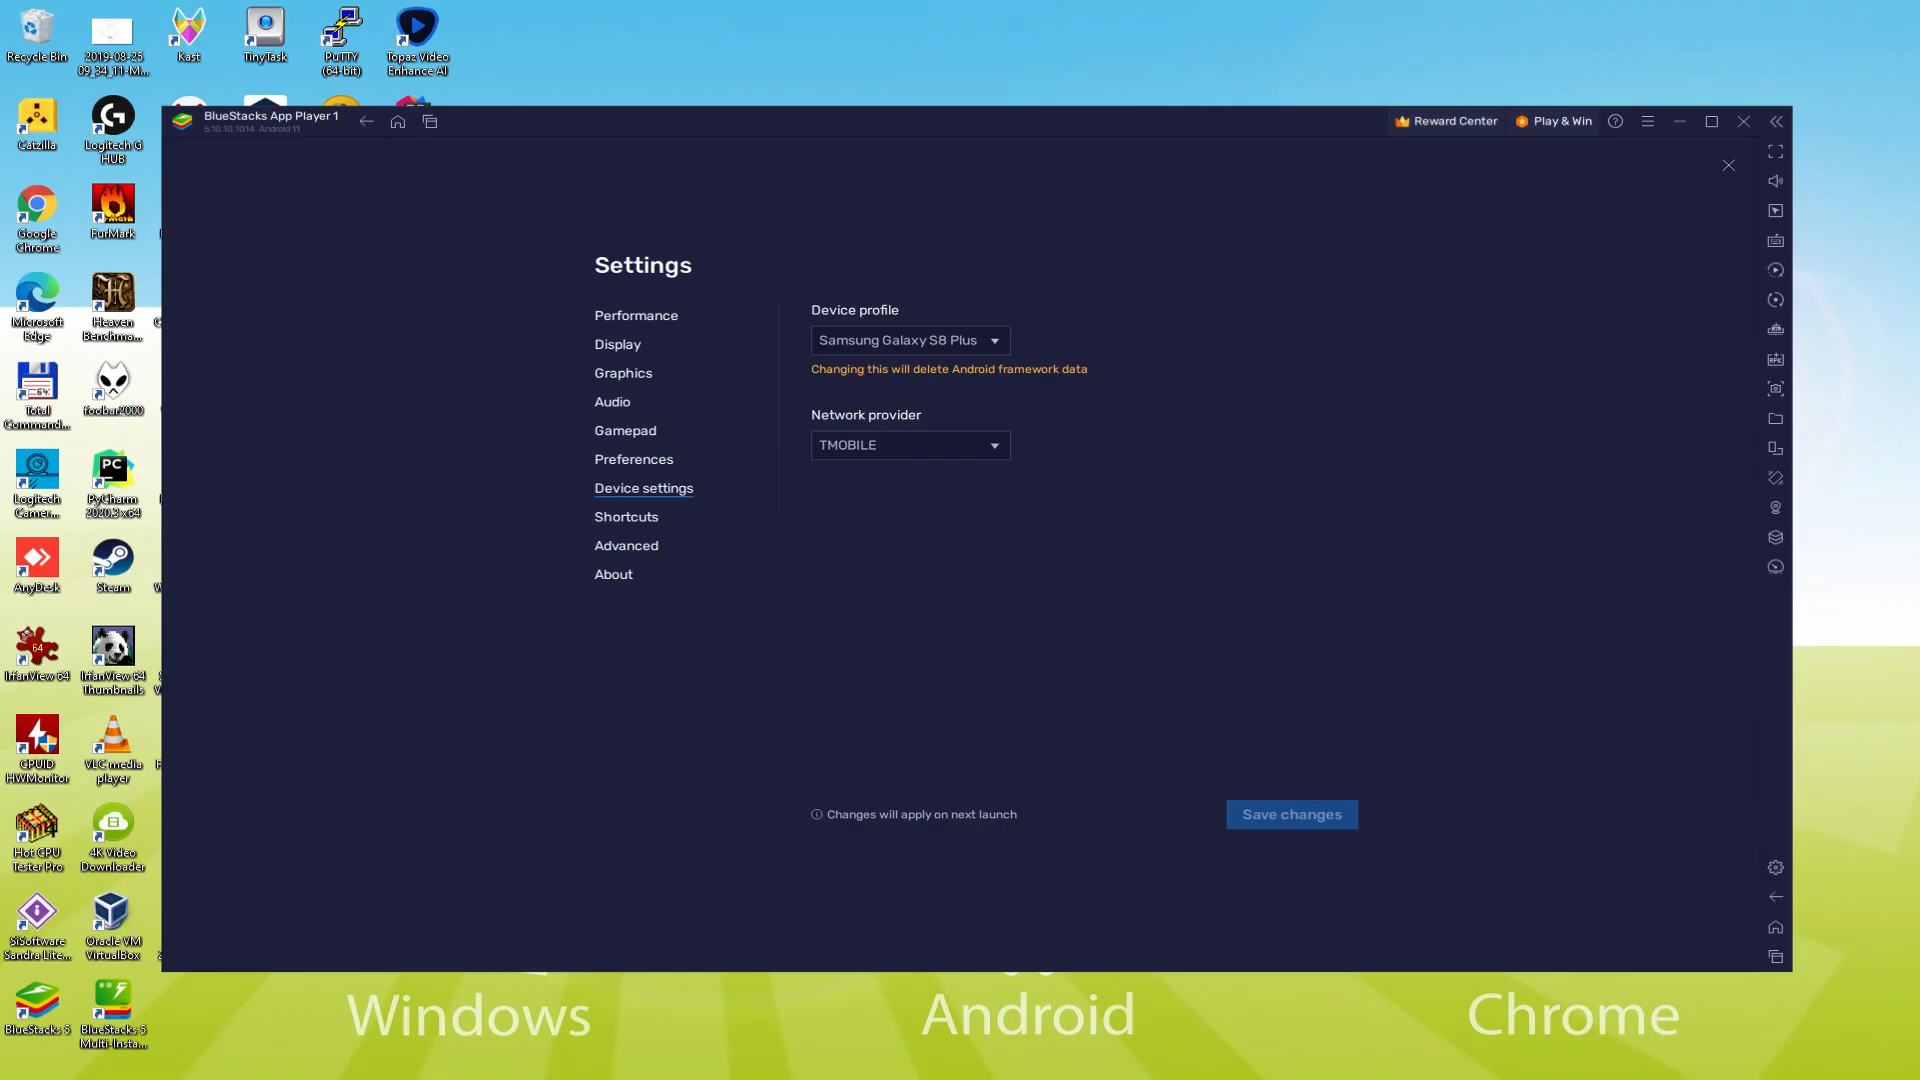 Recycle Bin
2019-08-25
09_34_11-M...
Kast
TinyTask
PuTTY
(64-bit)
Topaz Video
Enhance AI
Catzilla
Logitech G
HUB
Google
Chrome
FurMark
Microsoft
Edge
Heaven
Benchma...
Total
Command...
foobar2000
Logitech
Camer...
PC
PyCharm
2020.3 x64
AnyDesk
Steam
IrfanView 64
IrfanView 64
Thumbnails
CPUID
HWMonitor
VLC media
player
Hot CPU
Tester Pro
4K Video
Downloader
SiSoftware
Sandra Lite...
Oracle VM
VirtualBox
BlueStacks 5
BlueStacks 5
Multi-Insta...
BlueStacks App Player 1
5.10.10.1014 Android 11
Reward Center
Play & Win
Settings
Performance
Display
Graphics
Audio
Gamepad
Preferences
Device settings
Shortcuts
Advanced
About
Device profile
Samsung Galaxy S8 Plus
Changing this will delete Android framework data
Network provider
TMOBILE
Changes will apply on next launch
Save changes
Windows
Android
Chrome